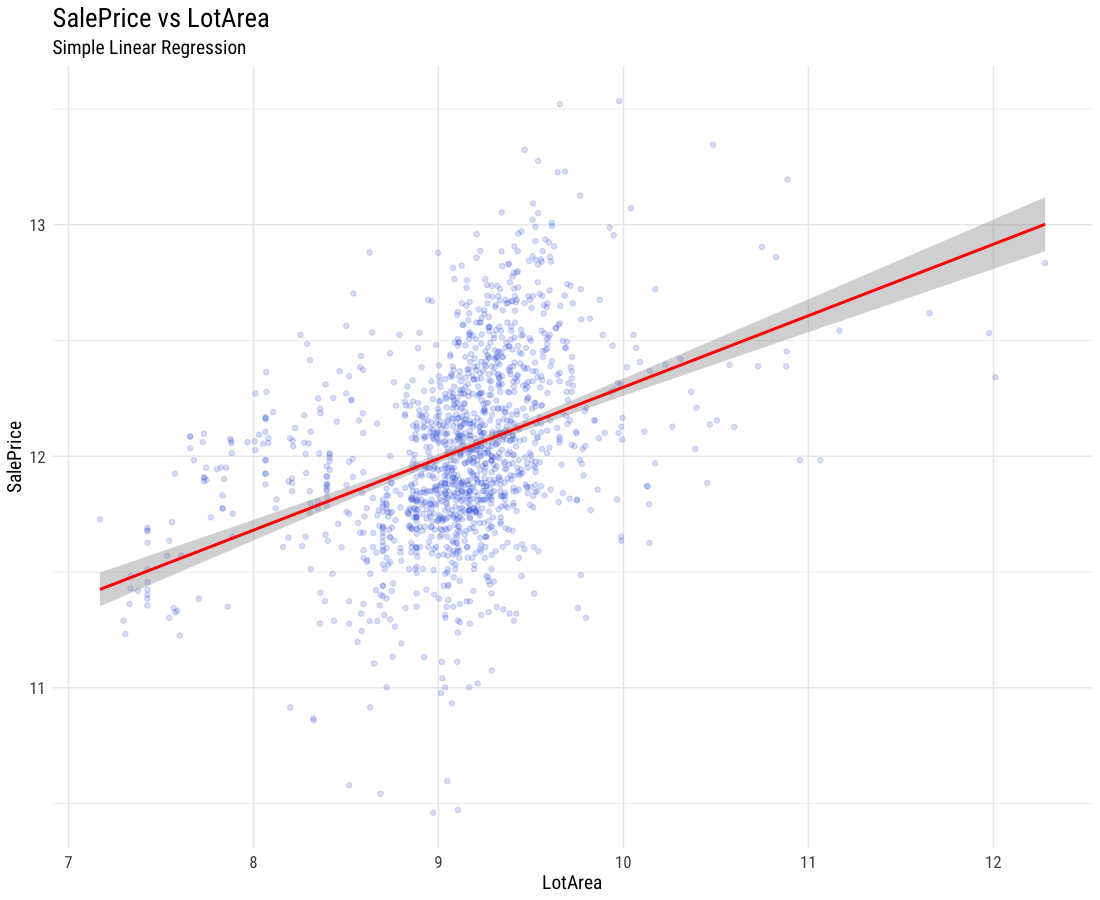 SalePrice vs LotArea
Simple Linear Regression
SalePrice
13
12
11
7 8 9 10 11 12
LotArea